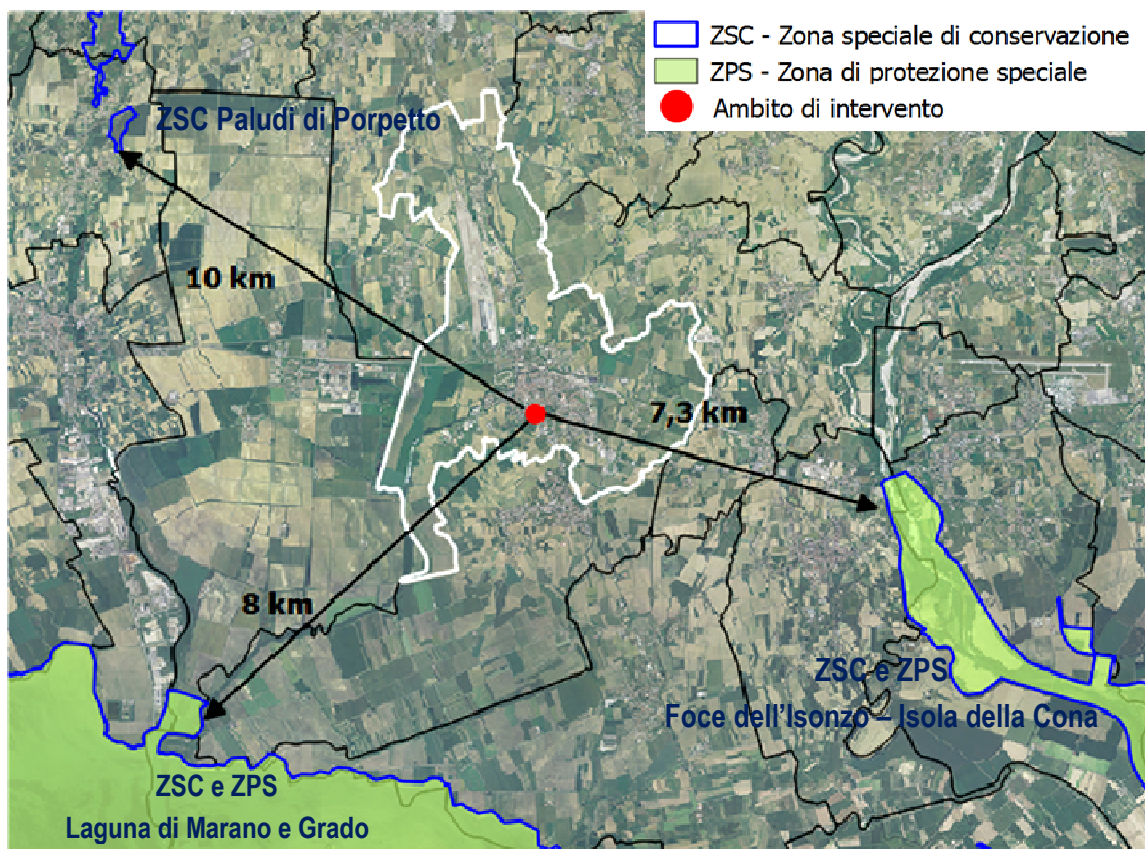 ZSC - Zona speciale di conservazione
ZPS - Zona di protezione speciale
Ambito di intervento
ZSC Paludi di Porpetto
10 km
7,3 km
8 km
ZSC e ZPS
Foce dell'Isonzo – Isola della Cona
ZSC e ZPS
Laguna di Marano e Grado